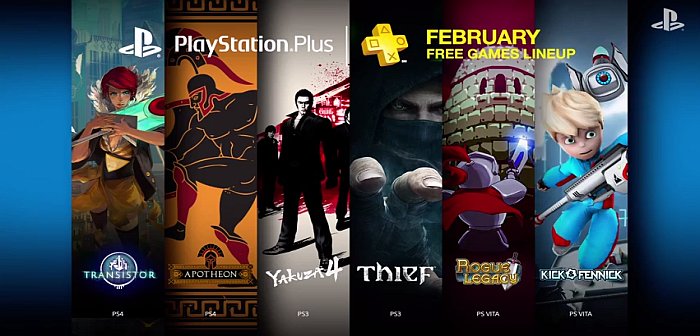 PlayStation.Plus
FEBRUARY
FREE GAMES LINEUP
TRANSISTOR
APOTHEON
YAKUZA 4
THIEF
ROGUE
LEGACY
KICK & FENNICK
PS4
PS4
PS3
PS3
PS VITA
PS VITA